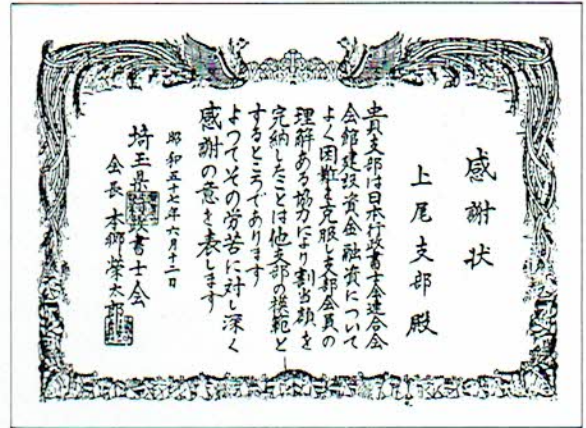 感謝状
上尾支部殿
貴支部は日本行政書士会連合会
会館建設資金融資について
よく困難を克服し支部会員の
理解ある協力により割当額を
完納したことは他支部の模範と
するところであります
よつてその労苦に対し深く
感謝の意を表します
昭和五十七年六月十二日
埼玉県行政書士会
会長 本郷榮太郎